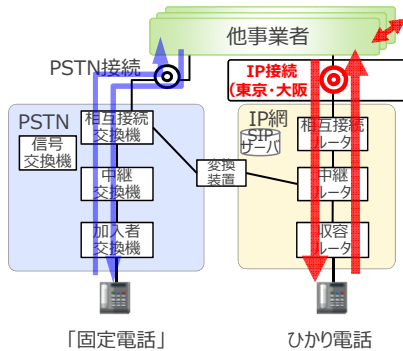 他事業者
PSTN接続
IP接続
(東京・大阪
PSTN
信号
交換機
相互接続
交換機
中継
交換機
加入者
交換機
変換
装置
IP網
SIP
サーバ
相互接続
ルータ
中継
ルータ
収容
ルータ
「固定電話」
ひかり電話